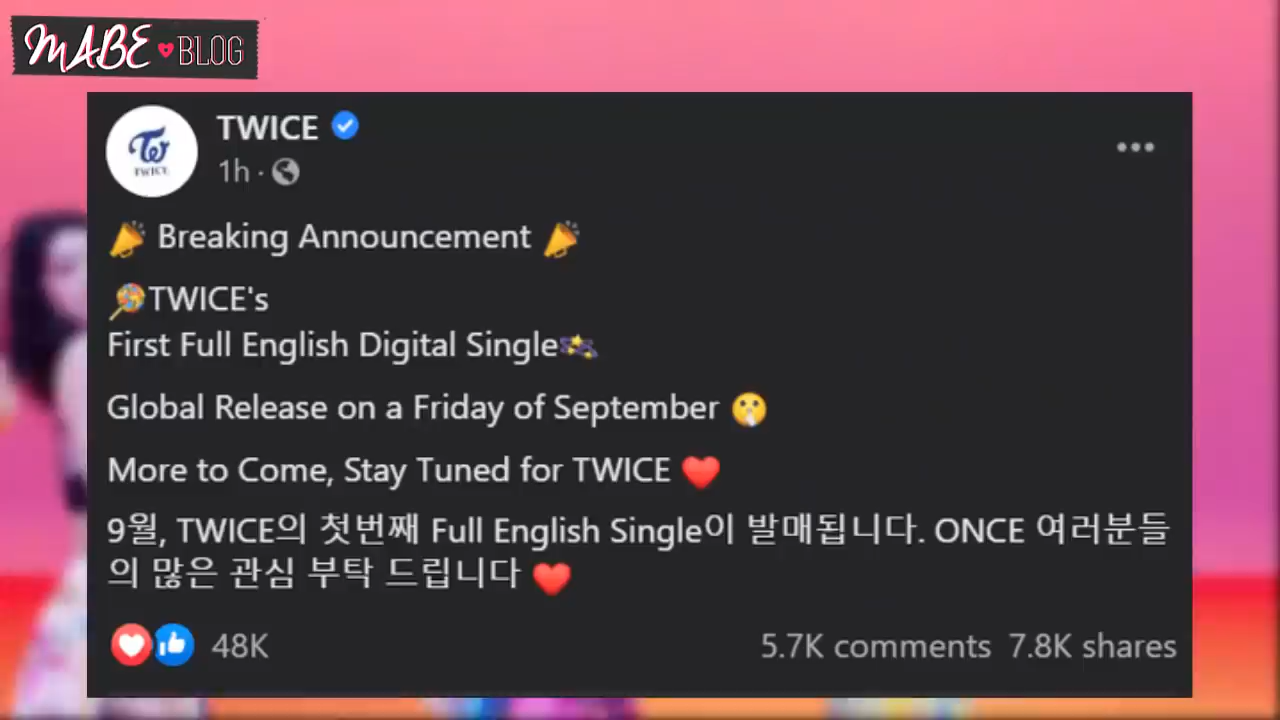 MABE BLOG
TWICE
1h ·
TWICE
Breaking Announcement
TWICE's
First Full English Digital Single
Global Release on a Friday of September
More to Come, Stay Tuned for TWICE
9월, TWICE의 첫번째 Full English Single이 발매됩니다. ONCE 여러분들
의 많은 관심 부탁 드립니다
48K 5.7K comments 7.8K shares